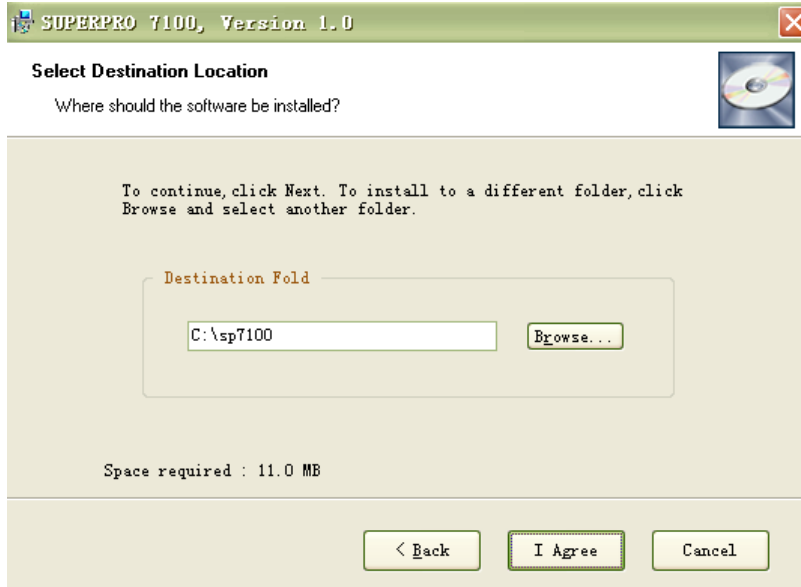 SUPERPRO 7100, Version 1.0
Select Destination Location
Where should the software be installed?
To continue,click Next. To install to a different folder,click
Browse and select another folder.
Destination Fold
C:\sp7100
Browse...
Space required : 11.0 MB
< Back
I Agree
Cancel